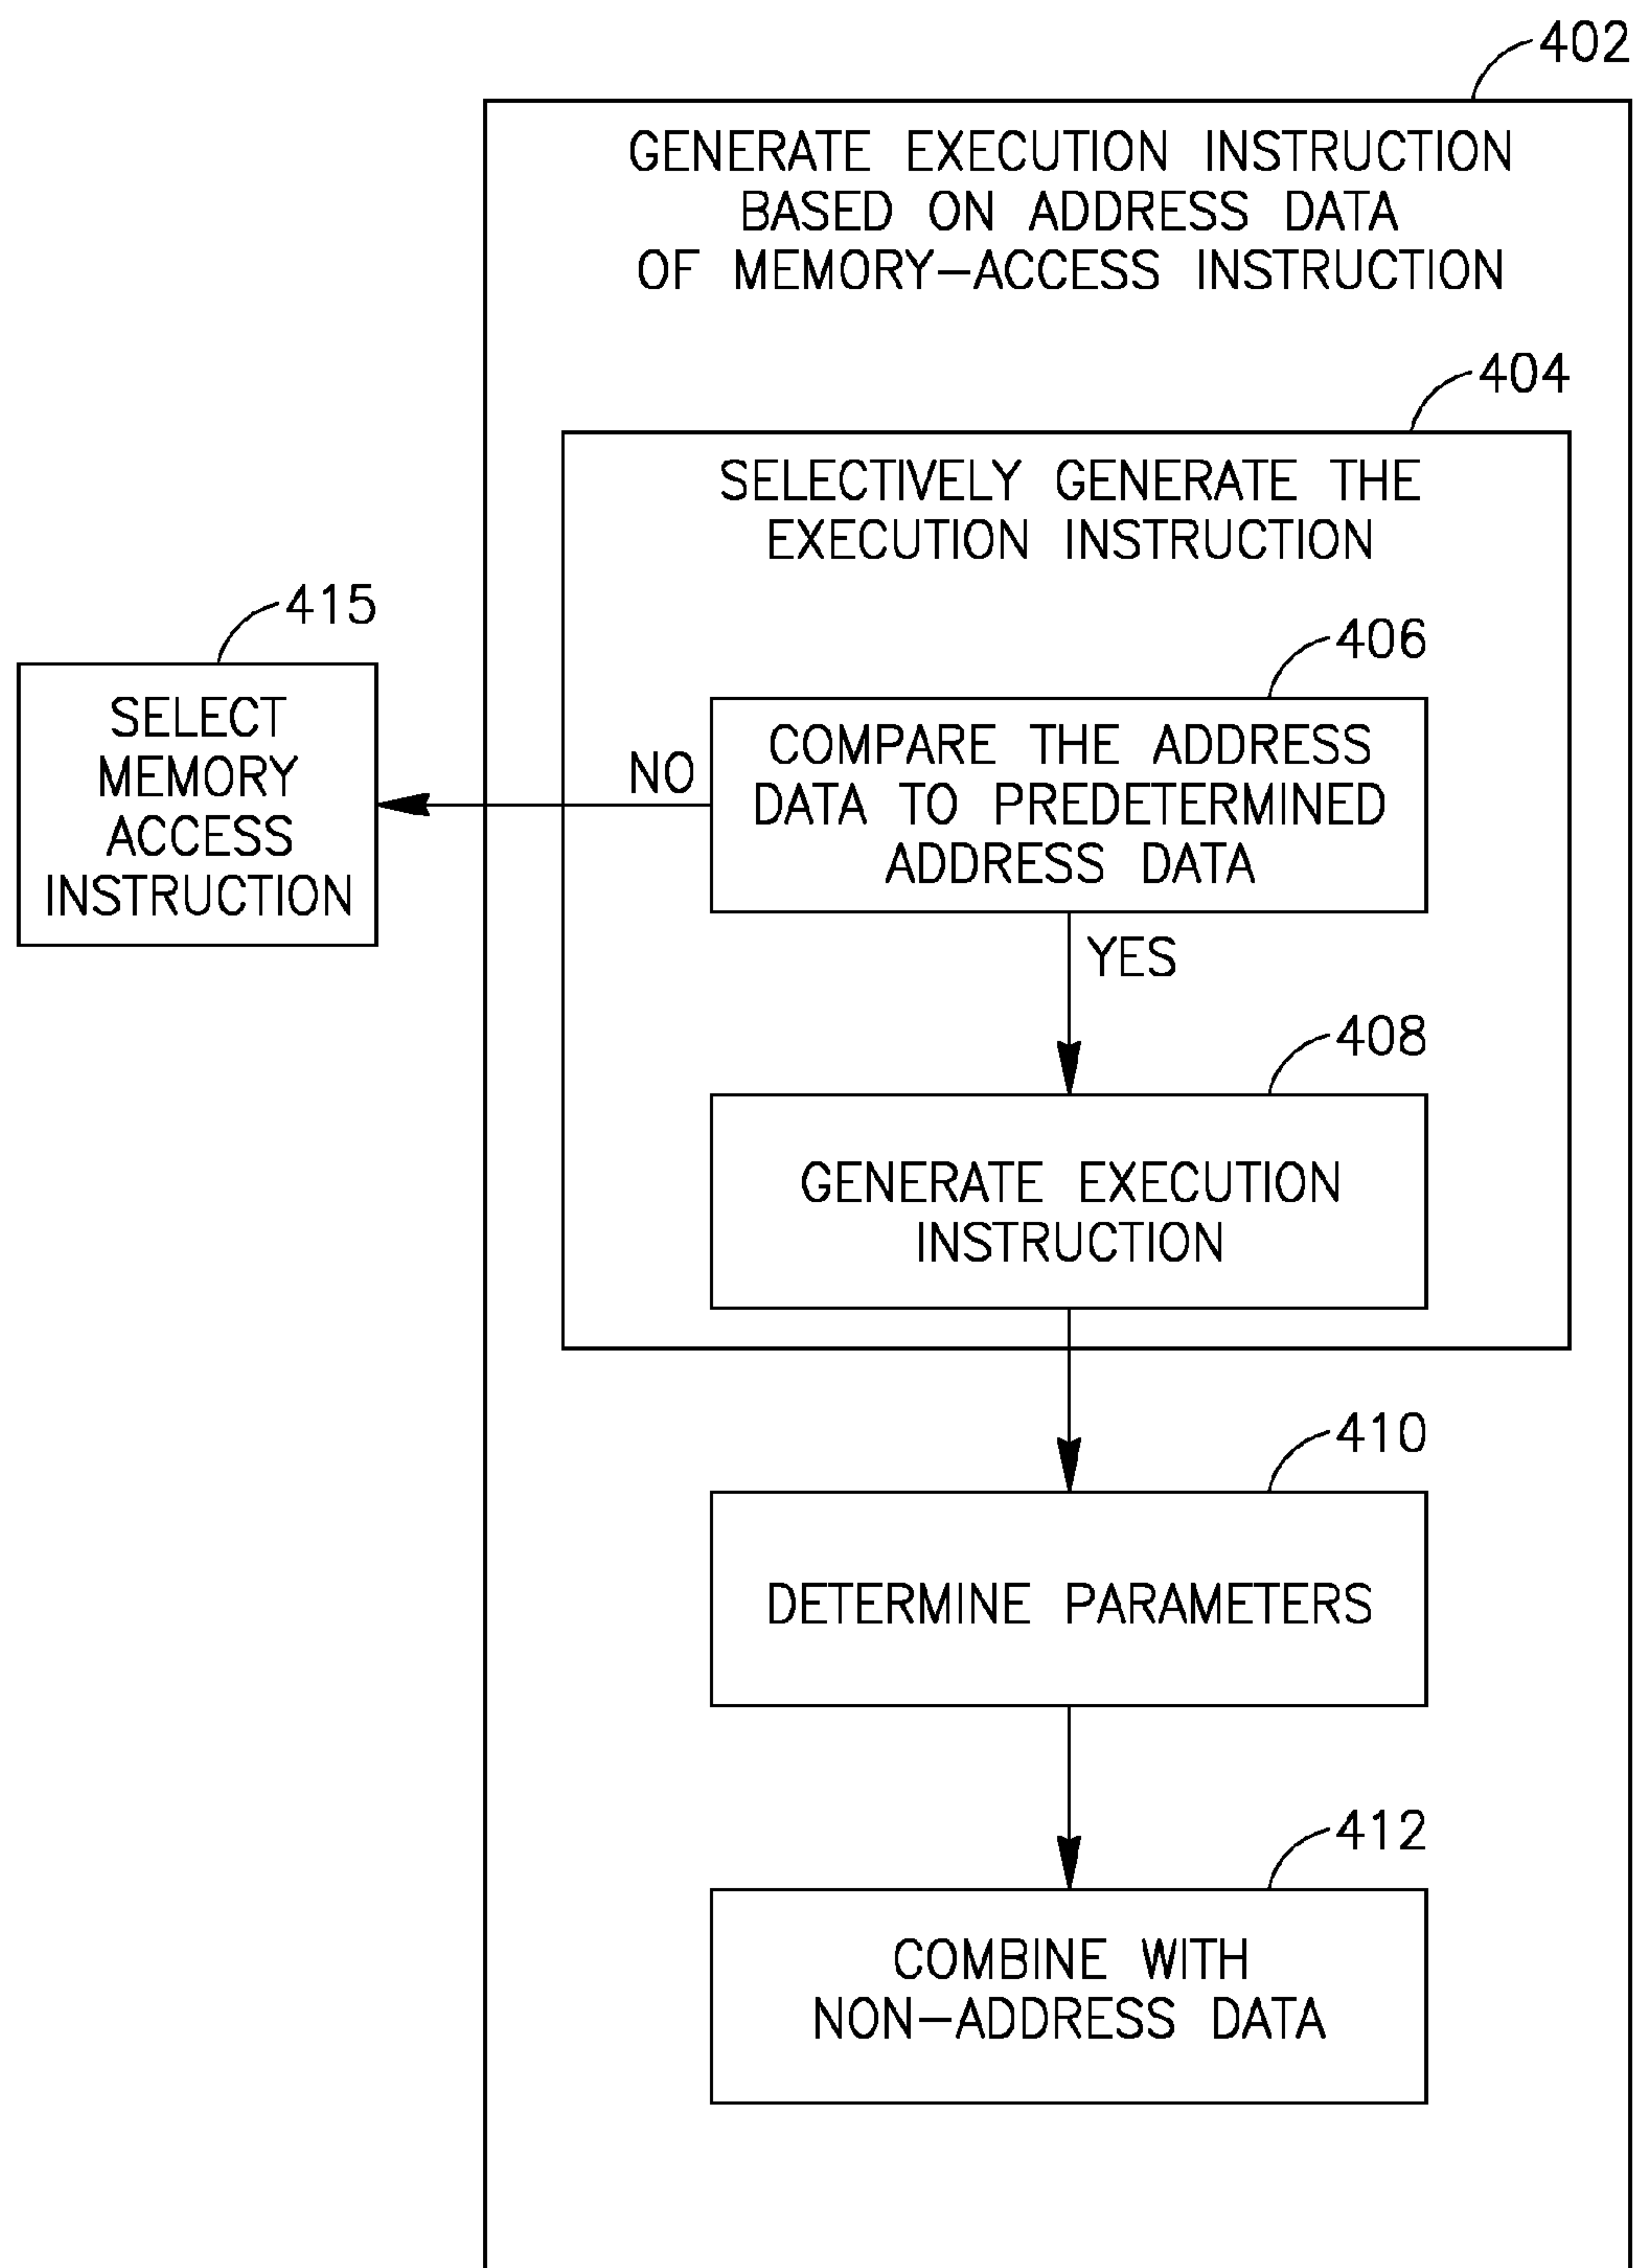 402
GENERATE EXECUTION INSTRUCTION
BASED ON ADDRESS DATA
OF MEMORY-ACCESS INSTRUCTION
404
SELECTIVELY GENERATE THE
EXECUTION INSTRUCTION
415
SELECT
MEMORY
ACCESS
INSTRUCTION
406
COMPARE THE ADDRESS
DATA TO PREDETERMINED
ADDRESS DATA
NO
YES
408
GENERATE EXECUTION
INSTRUCTION
410
DETERMINE PARAMETERS
412
COMBINE WITH
NON-ADDRESS DATA